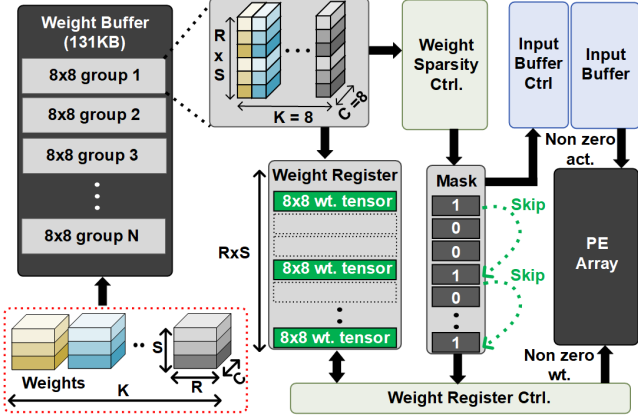 Weight Buffer
(131KB)
8x8 group 1
8x8 group 2
8x8 group 3
8x8 group N
R
x
S
K = 8
C =8
Weight
Sparsity
Ctrl.
Input
Buffer
Ctrl
Input
Buffer
Non zero
act.
Weight Register
8x8 wt. tensor
8x8 wt. tensor
8x8 wt. tensor
RxS
Mask
1
0
0
1
0
1
Skip
Skip
PE
Array
Non zero
wt.
Weights
S
R
C
K
Weight Register Ctrl.